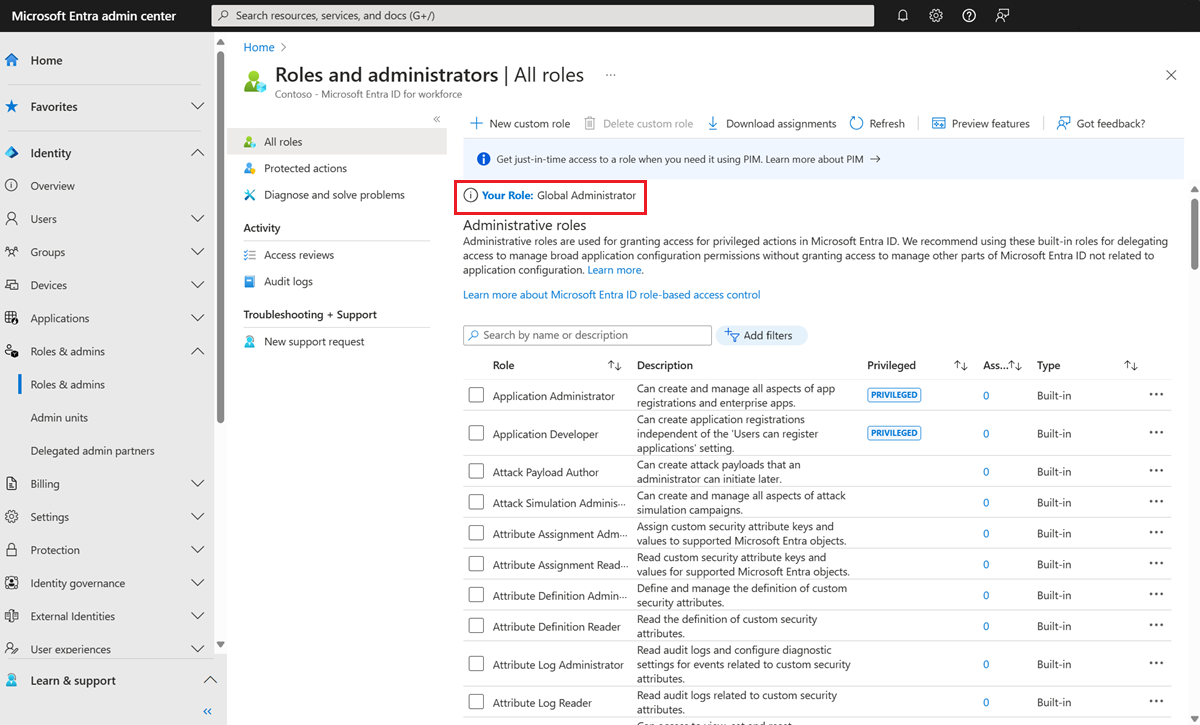 Microsoft Entra admin center
Search resources, services, and docs (G+/)
Home
Favorites
Identity
Overview
Users
Groups
Devices
Applications
Roles & admins
Roles & admins
Admin units
Delegated admin partners
Billing
Settings
Protection
Identity governance
External Identities
User experiences
Learn & support
Home
Roles and administrators | All roles
Contoso - Microsoft Entra ID for workforce
All roles
Protected actions
Diagnose and solve problems
Activity
Access reviews
Audit logs
Troubleshooting + Support
New support request
New custom role Delete custom role Download assignments Refresh Preview features Got feedback?
Get just-in-time access to a role when you need it using PIM. Learn more about PIM
Your Role: Global Administrator
Administrative roles
Administrative roles are used for granting access for privileged actions in Microsoft Entra ID. We recommend using these built-in roles for delegating
access to manage broad application configuration permissions without granting access to manage other parts of Microsoft Entra ID not related to
application configuration. Learn more.
Learn more about Microsoft Entra ID role-based access control
Search by name or description
Add filters
Role Description Privileged Ass... Type
Application Administrator
Can create and manage all aspects of app
registrations and enterprise apps.
PRIVILEGED 0 Built-in
Application Developer
Can create application registrations
independent of the 'Users can register
applications' setting.
PRIVILEGED 0 Built-in
Attack Payload Author
Can create attack payloads that an
administrator can initiate later.
0 Built-in
Attack Simulation Adminis...
Can create and manage all aspects of attack
simulation campaigns.
0 Built-in
Attribute Assignment Adm...
Assign custom security attribute keys and
values to supported Microsoft Entra objects.
0 Built-in
Attribute Assignment Read...
Read custom security attribute keys and
values for supported Microsoft Entra objects.
0 Built-in
Attribute Definition Admin...
Define and manage the definition of custom
security attributes.
0 Built-in
Attribute Definition Reader
Read the definition of custom security
attributes.
0 Built-in
Attribute Log Administrator
Read audit logs and configure diagnostic
settings for events related to custom security
attributes.
0 Built-in
Attribute Log Reader
Read audit logs related to custom security
attributes.
0 Built-in